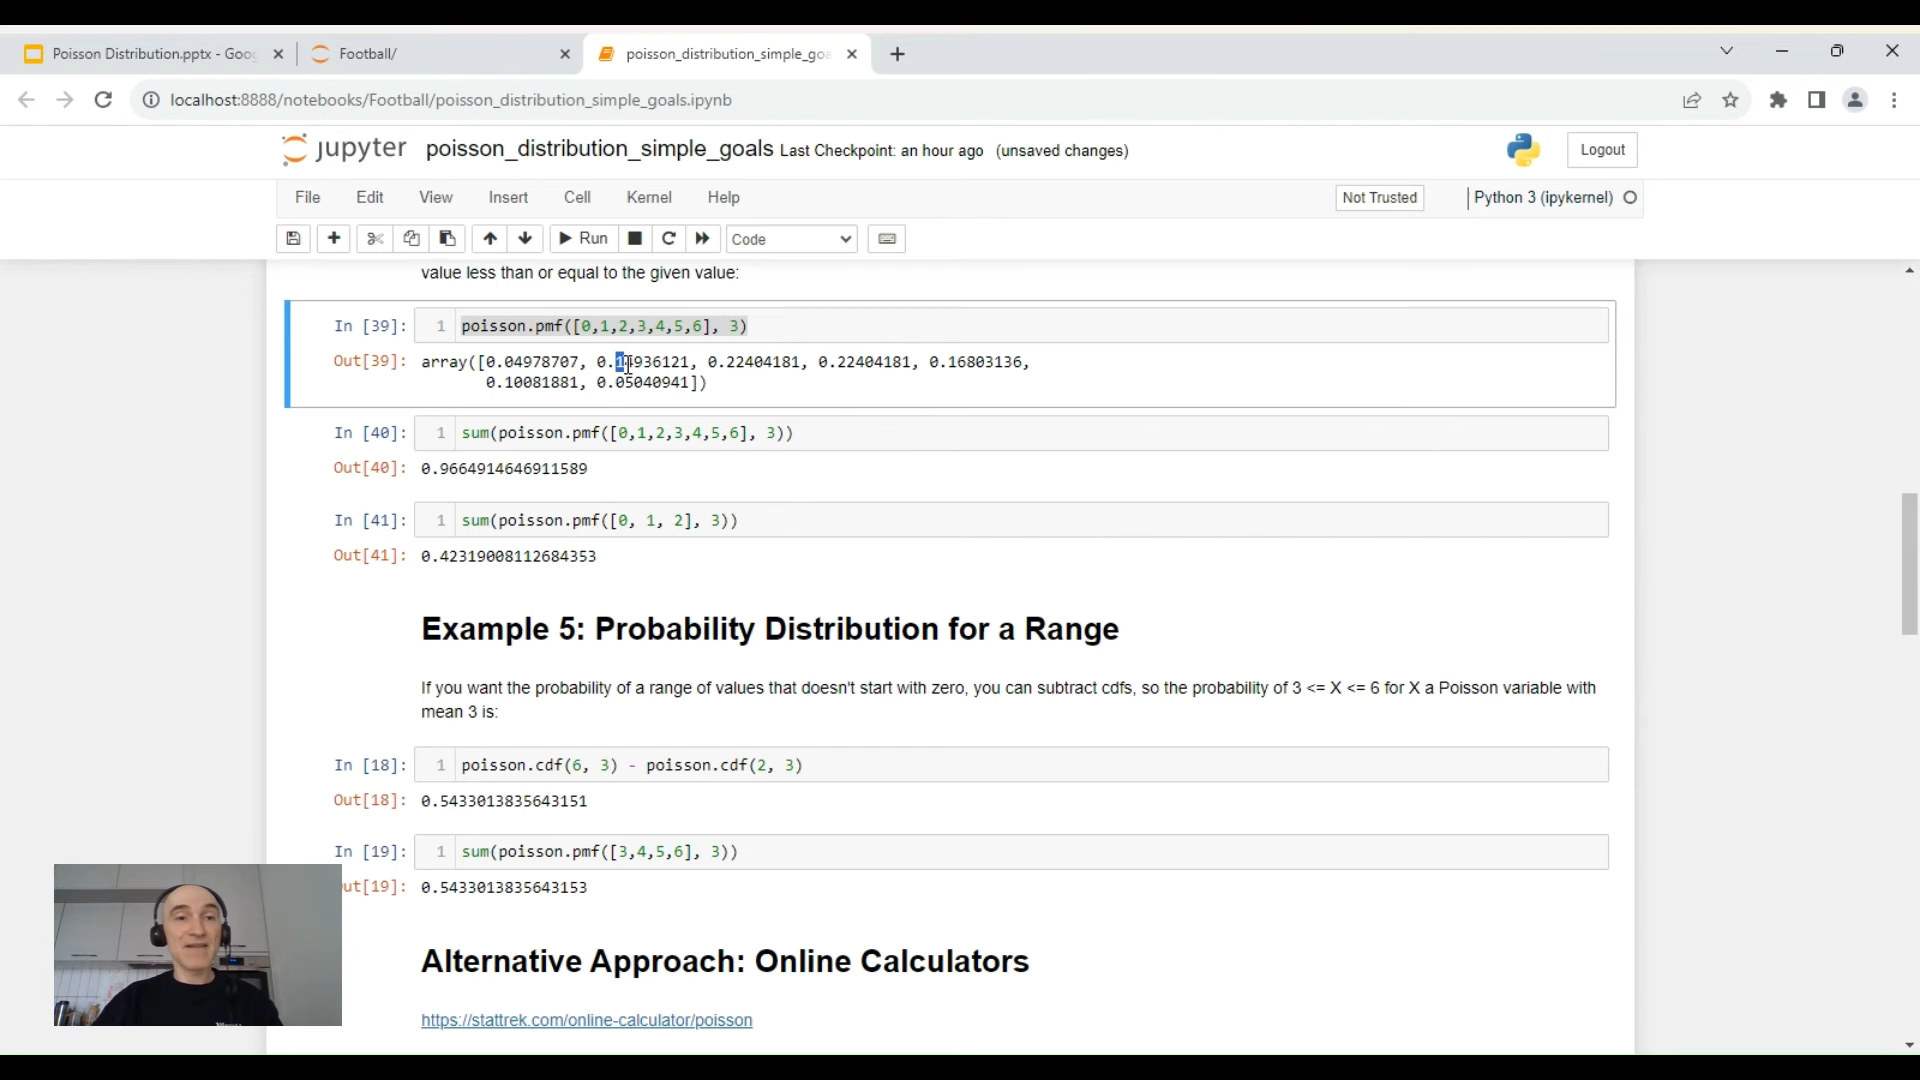 Poisson Distribution.pptx - Goo
Football/
poisson_distribution_simple_goa
localhost:8888/notebooks/Football/poisson_distribution_simple_goals.ipynb
jupyter poisson_distribution_simple_goals Last Checkpoint: an hour ago (unsaved changes)
Logout
File Edit View Insert Cell Kernel Help
Not Trusted
Python 3 (ipykernel)
Run
Code
value less than or equal to the given value:
In [39]: 1 poisson.pmf([0,1,2,3,4,5,6], 3)
Out[39]: array([0.04978707, 0.14936121, 0.22404181, 0.22404181, 0.16803136,
0.10081881, 0.05040941])
In [40]: 1 sum(poisson.pmf([0,1,2,3,4,5,6], 3))
Out[40]: 0.9664914646911589
In [41]: 1 sum(poisson.pmf([0, 1, 2], 3))
Out[41]: 0.42319008112684353
Example 5: Probability Distribution for a Range
If you want the probability of a range of values that doesn't start with zero, you can subtract cdfs, so the probability of 3 <= X <= 6 for X a Poisson variable with
mean 3 is:
In [18]: 1 poisson.cdf(6, 3) - poisson.cdf(2, 3)
Out[18]: 0.5433013835643151
In [19]: 1 sum(poisson.pmf([3,4,5,6], 3))
ut[19]: 0.5433013835643153
Alternative Approach: Online Calculators
https://stattrek.com/online-calculator/poisson